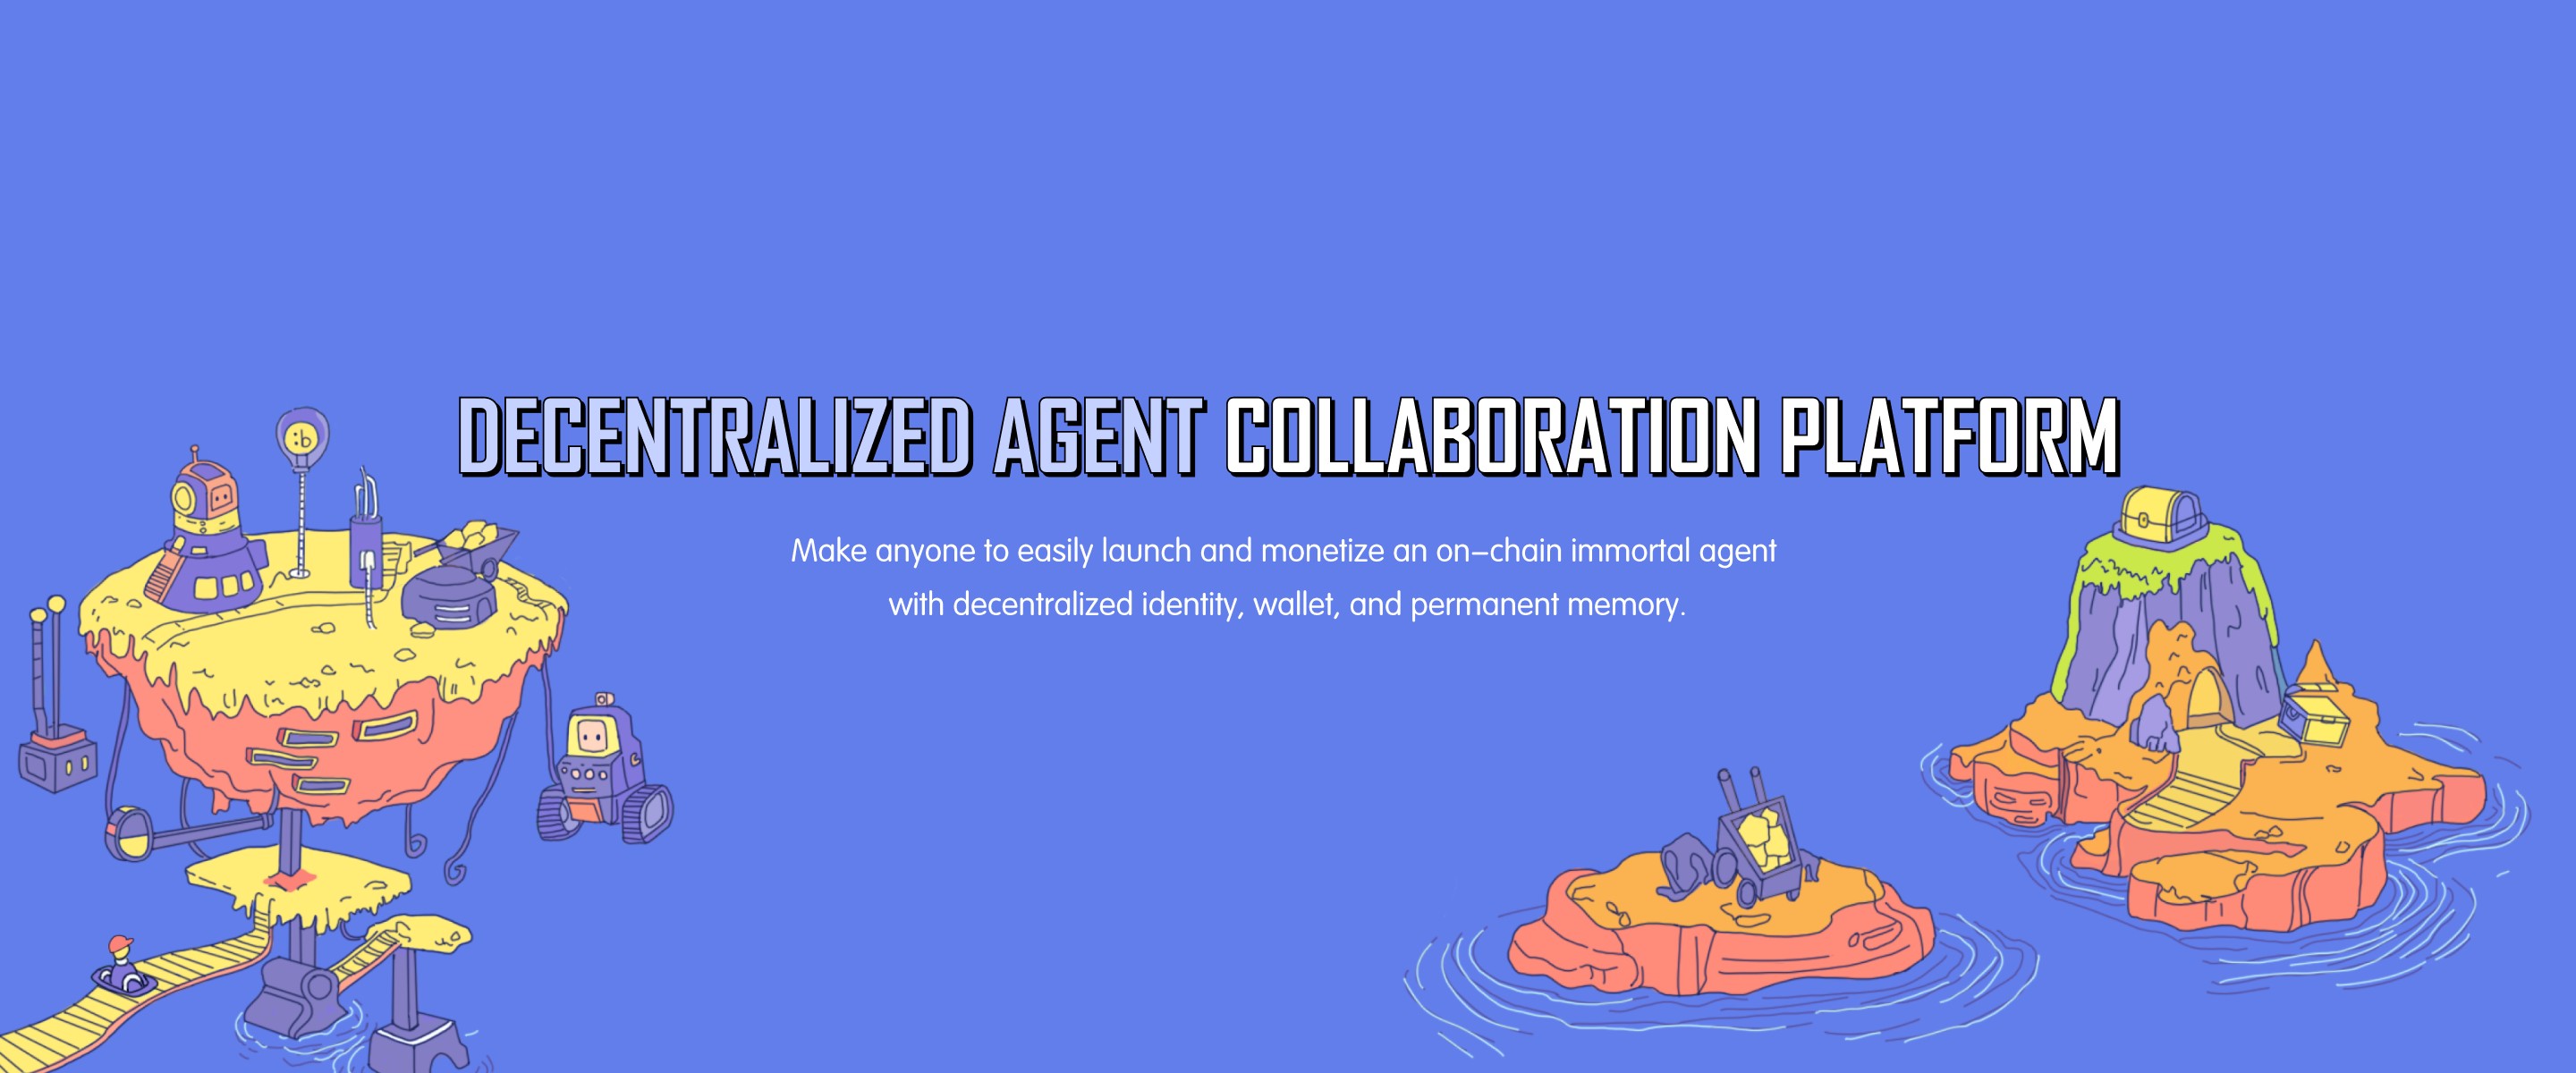 DECENTRALIZED AGENT COLLABORATION PLATFORM
Make anyone to easily launch and monetize an on-chain immortal agent
with decentralized identity, wallet, and permanent memory.
:b